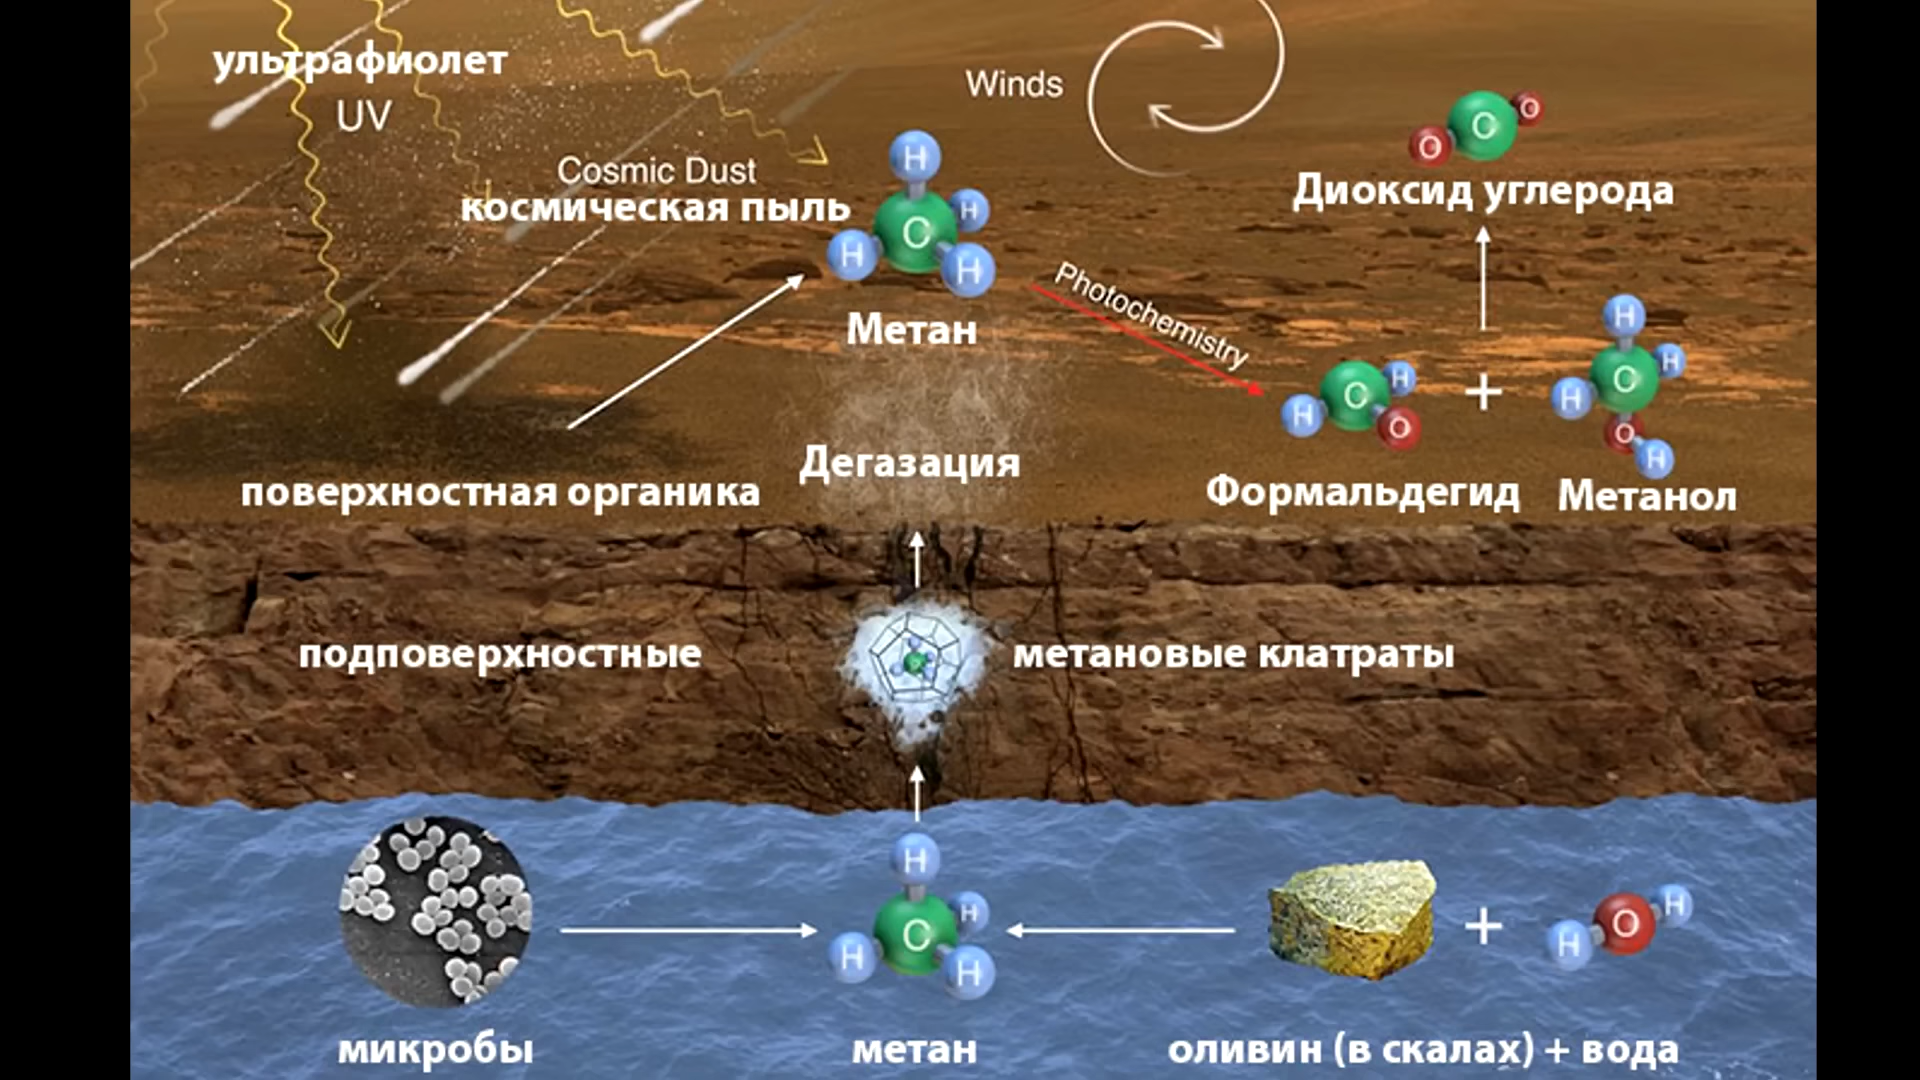 ультрафиолет
UV
Winds
Cosmic Dust
космическая пыль
H
H
H
H
C
Метан
O
C
O
Диоксид углерода
Photochemistry
H
C
H
O
+
H
H
H
C
O
H
Формальдегид
Метанол
поверхностная органика
Дегазация
подповерхностные
метановые клатраты
H
H
H
H
C
+
H
O
H
микробы
метан
оливин (в скалах) + вода